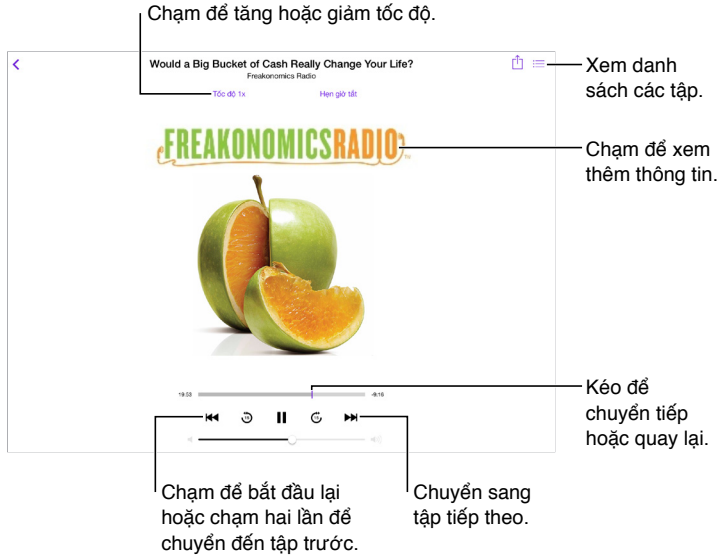 Chạm để tăng hoặc giảm tốc độ.
Would a Big Bucket of Cash Really Change Your Life?
Freakonomics Radio
Tốc độ 1x
Hẹn giờ tắt
Xem danh
sách các tập.
FREAKONOMICSRADIO
Chạm để xem
thêm thông tin.
19:53
-9:16
Kéo để
chuyển tiếp
hoặc quay lại.
15
15
Chạm để bắt đầu lại
hoặc chạm hai lần để
chuyển đến tập trước.
Chuyển sang
tập tiếp theo.